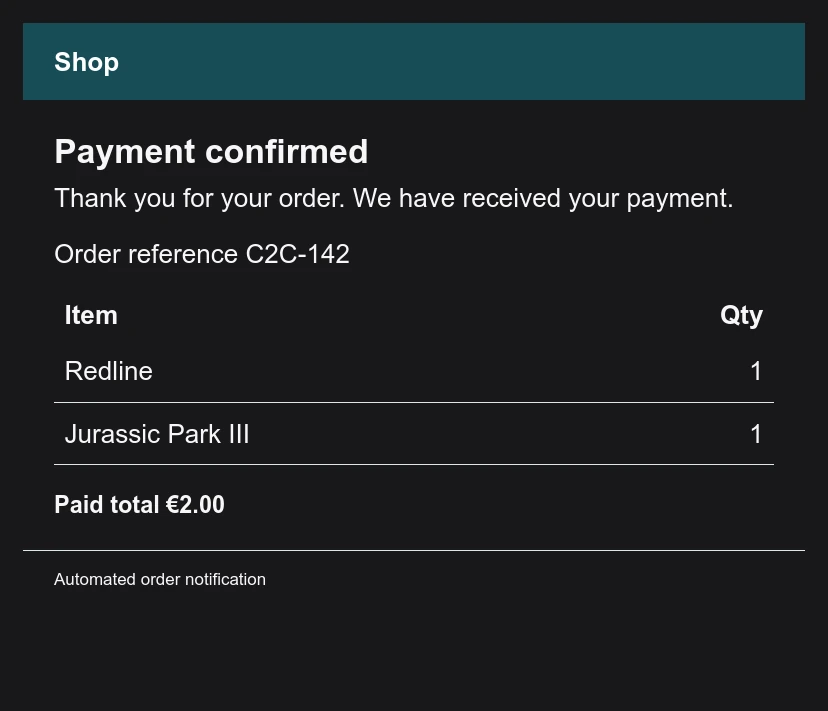 Shop
Payment confirmed
Thank you for your order. We have received your payment.
Order reference C2C-142
Item Qty
Redline 1
Jurassic Park III 1
Paid total €2.00
Automated order notification